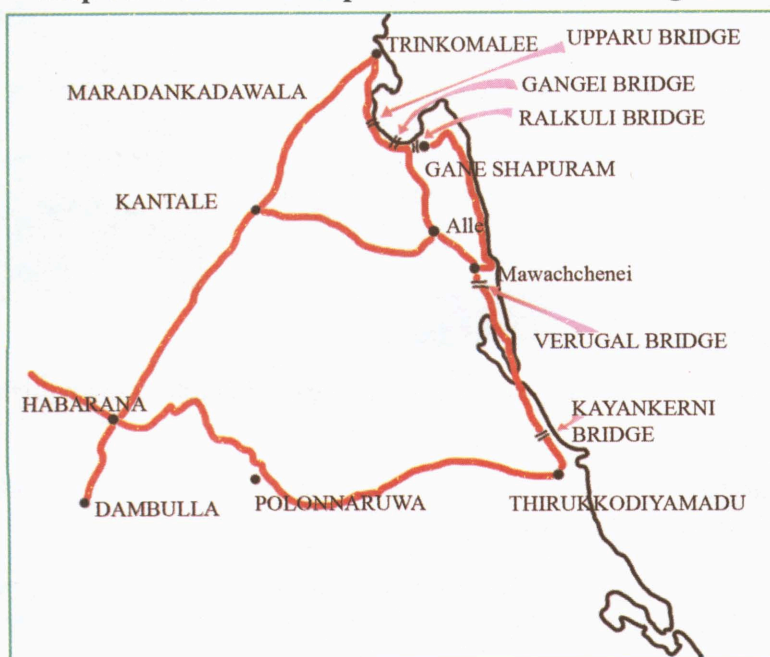 TRINKOMALEE
UPPARU BRIDGE
MARADANKADAWALA
GANGEI BRIDGE
RALKULI BRIDGE
GANE SHAPURAM
KANTALE
Alle
Mawachchenei
VERUGAL BRIDGE
HABARANA
KAYANKERNI
BRIDGE
DAMBULLA
POLONNARUWA
THIRUKKODIYAMADU